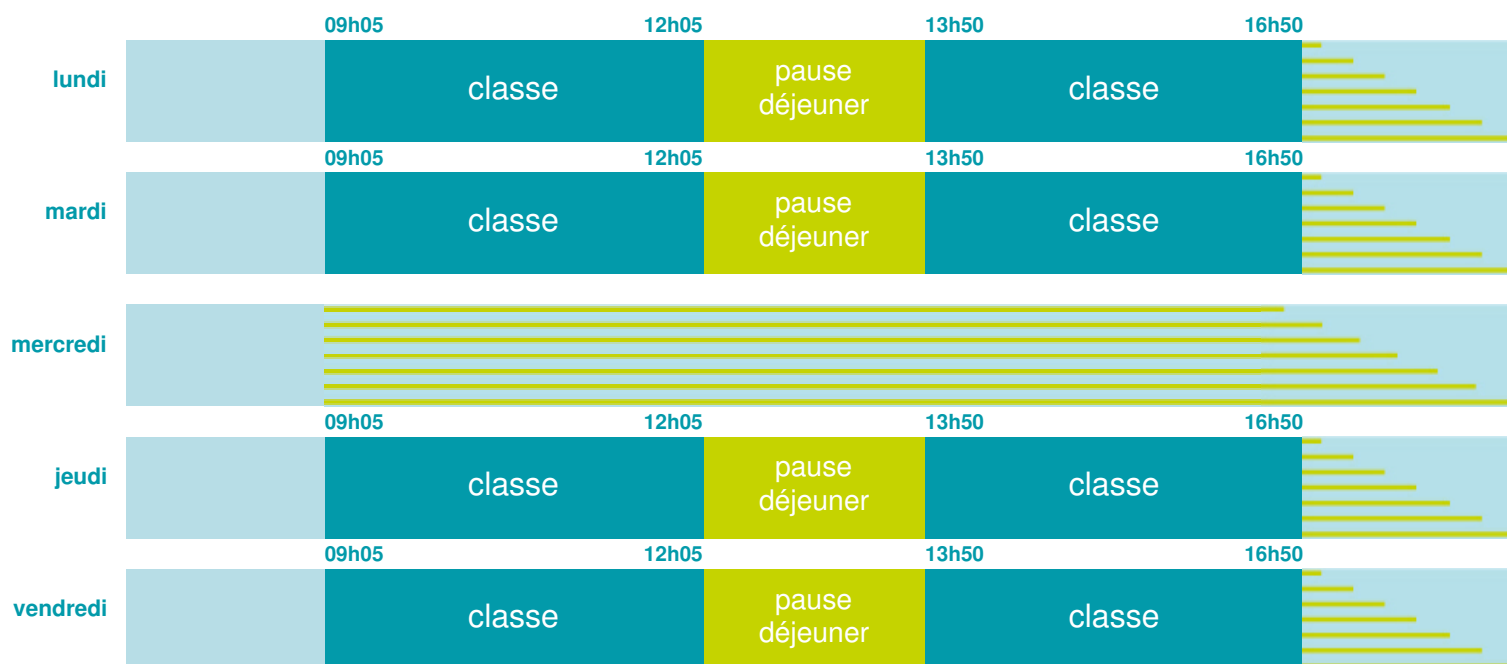 09h05 12h05 13h50 16h50
lundi classe pause déjeuner classe
09h05 12h05 13h50 16h50
mardi classe pause déjeuner classe
mercredi
09h05 12h05 13h50 16h50
jeudi classe pause déjeuner classe
09h05 12h05 13h50 16h50
vendredi classe pause déjeuner classe